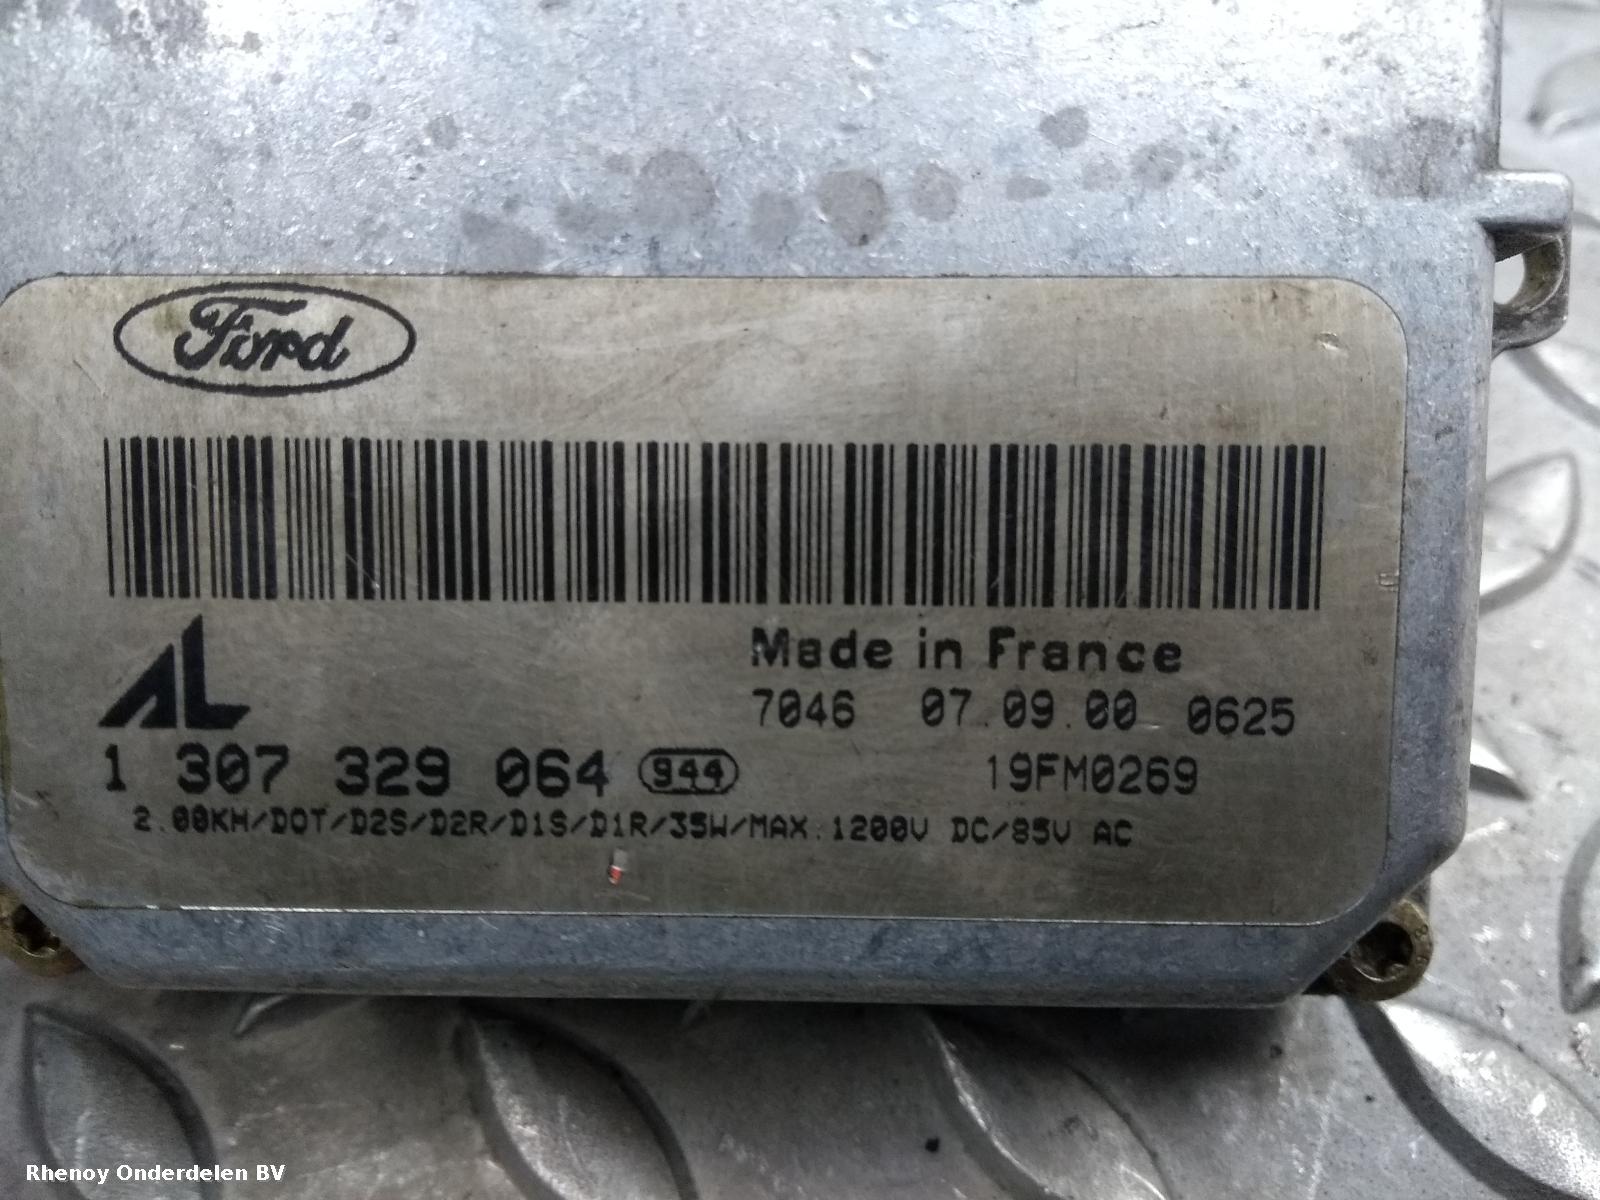 Ford
AL
Made in France
7046 07.09.00 0625
1 307 329 064 944
19FM0269
2.00KH/DOT/D2S/D2R/D1S/D1R/35W/MAX.1200V DC/85V AC
Rhenoy Onderdelen BV